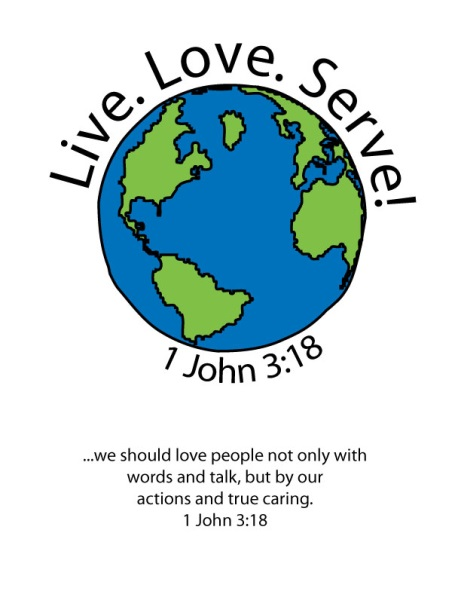 Live. Love. Serve!
1 John 3:18
...we should love people not only with
words and talk, but by our
actions and true caring.
1 John 3:18